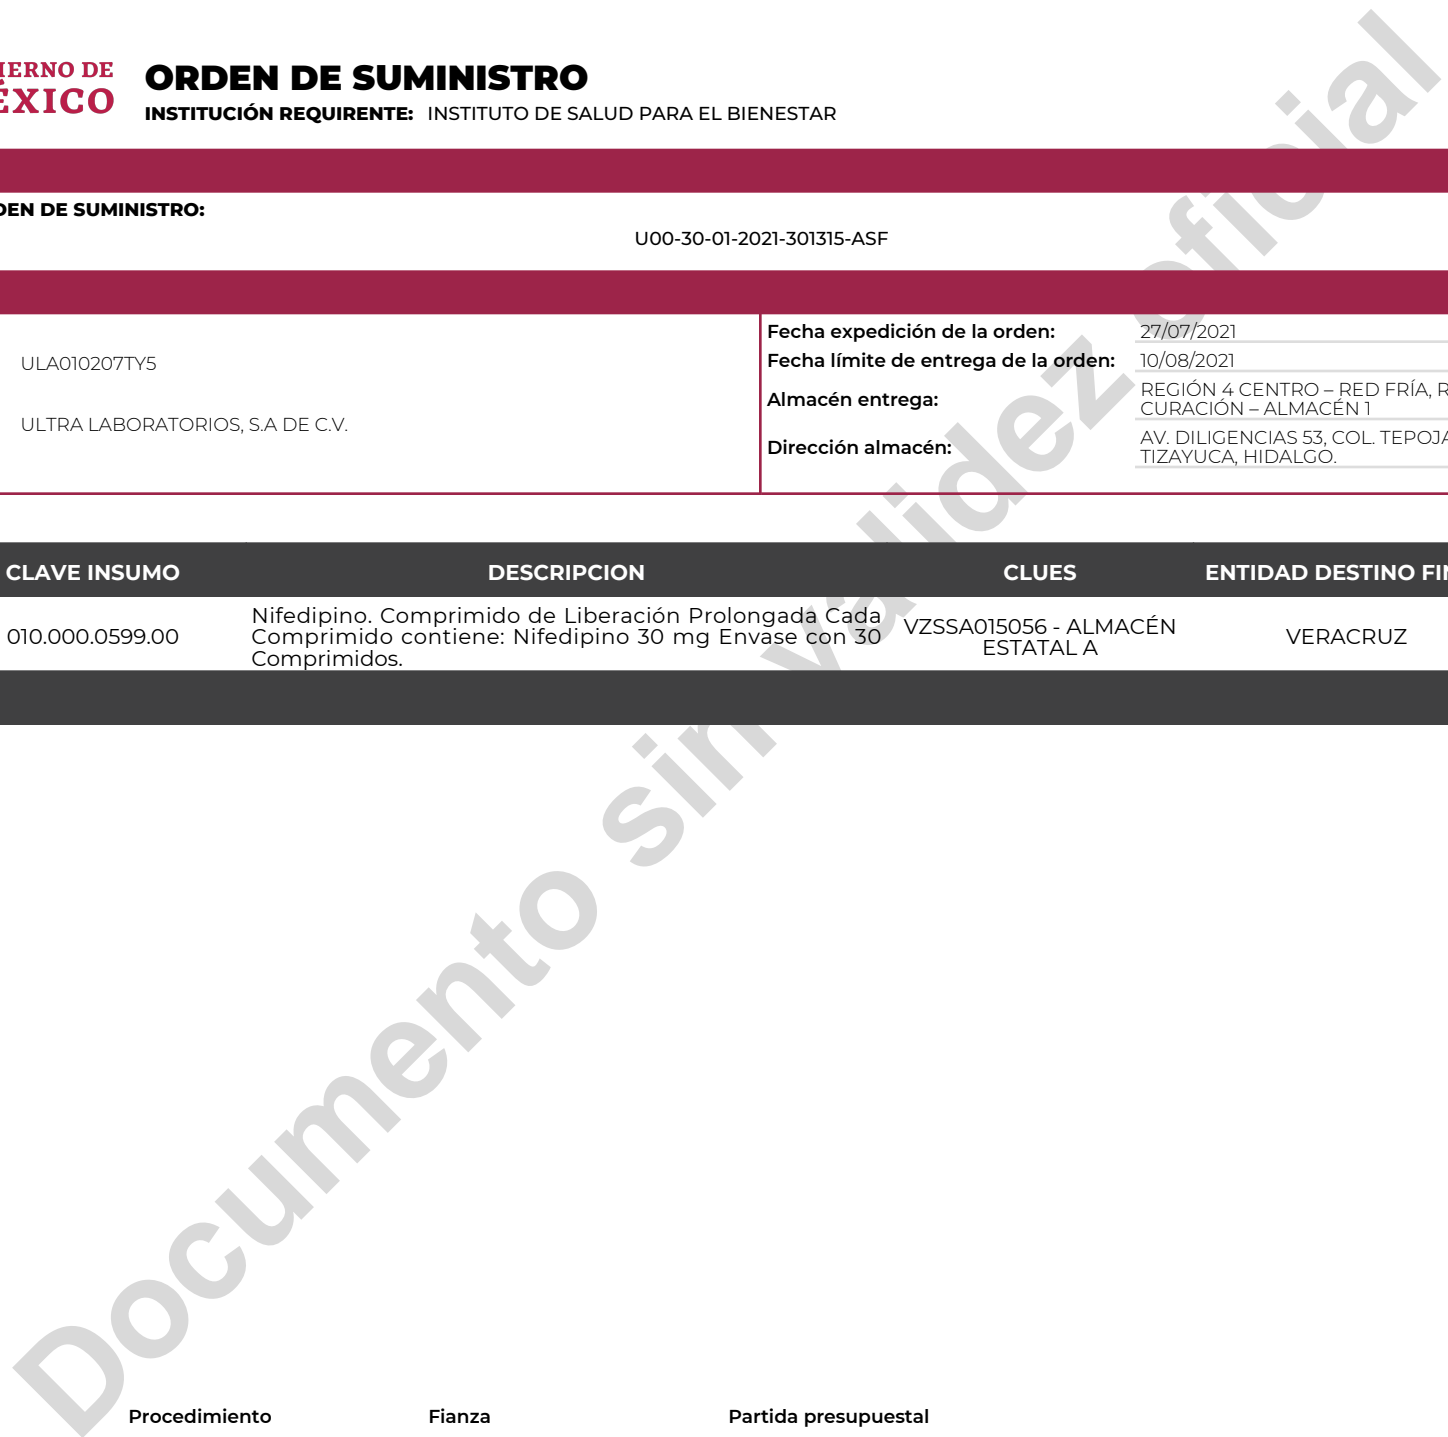 ORDEN DE SUMINISTRO
INSTITUCIÓN REQUIRENTE: INSTITUTO DE SALUD PARA EL BIENESTAR
DE SUMINISTRO:
U00-30-01-2021-301315-ASF
ULA010207TY5
ULTRA LABORATORIOS, S.A DE C.V.
Fecha expedición de la orden: 27/07/2021
Fecha límite de entrega de la orden: 10/08/2021
Almacén entrega: REGIÓN 4 CENTRO – RED FRÍA,
CURACIÓN – ALMACÉN 1
Dirección almacén: AV. DILIGENCIAS 53, COL.
TIZAYUCA, HIDALGO.
CLAVE INSUMO DESCRIPCION CLUES ENTIDAD DESTINO
010.000.0599.00
Nifedipino. Comprimido de Liberación Prolongada Cada
Comprimido contiene: Nifedipino 30 mg Envase con 30
Comprimidos.
VZSSA015056 - ALMACÉN
ESTATAL A
VERACRUZ
Procedimiento Fianza Partida presupuestal
DE
Documento sin validez oficial